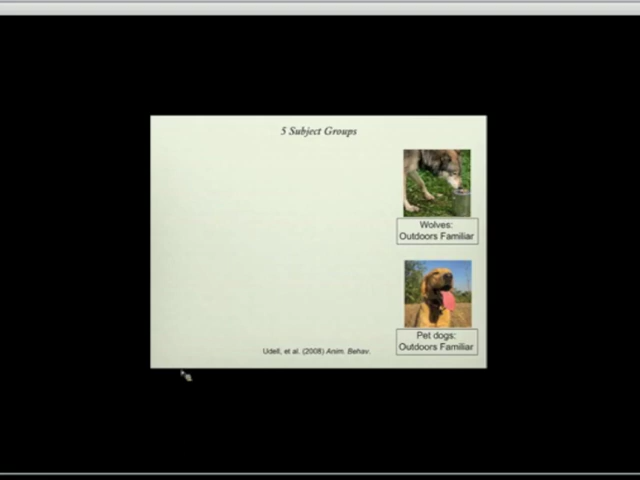 5 Subject Groups
Wolves:
Outdoors Familiar
Pet dogs:
Outdoors Familiar
Udell, et al. (2008) Anim. Behav.